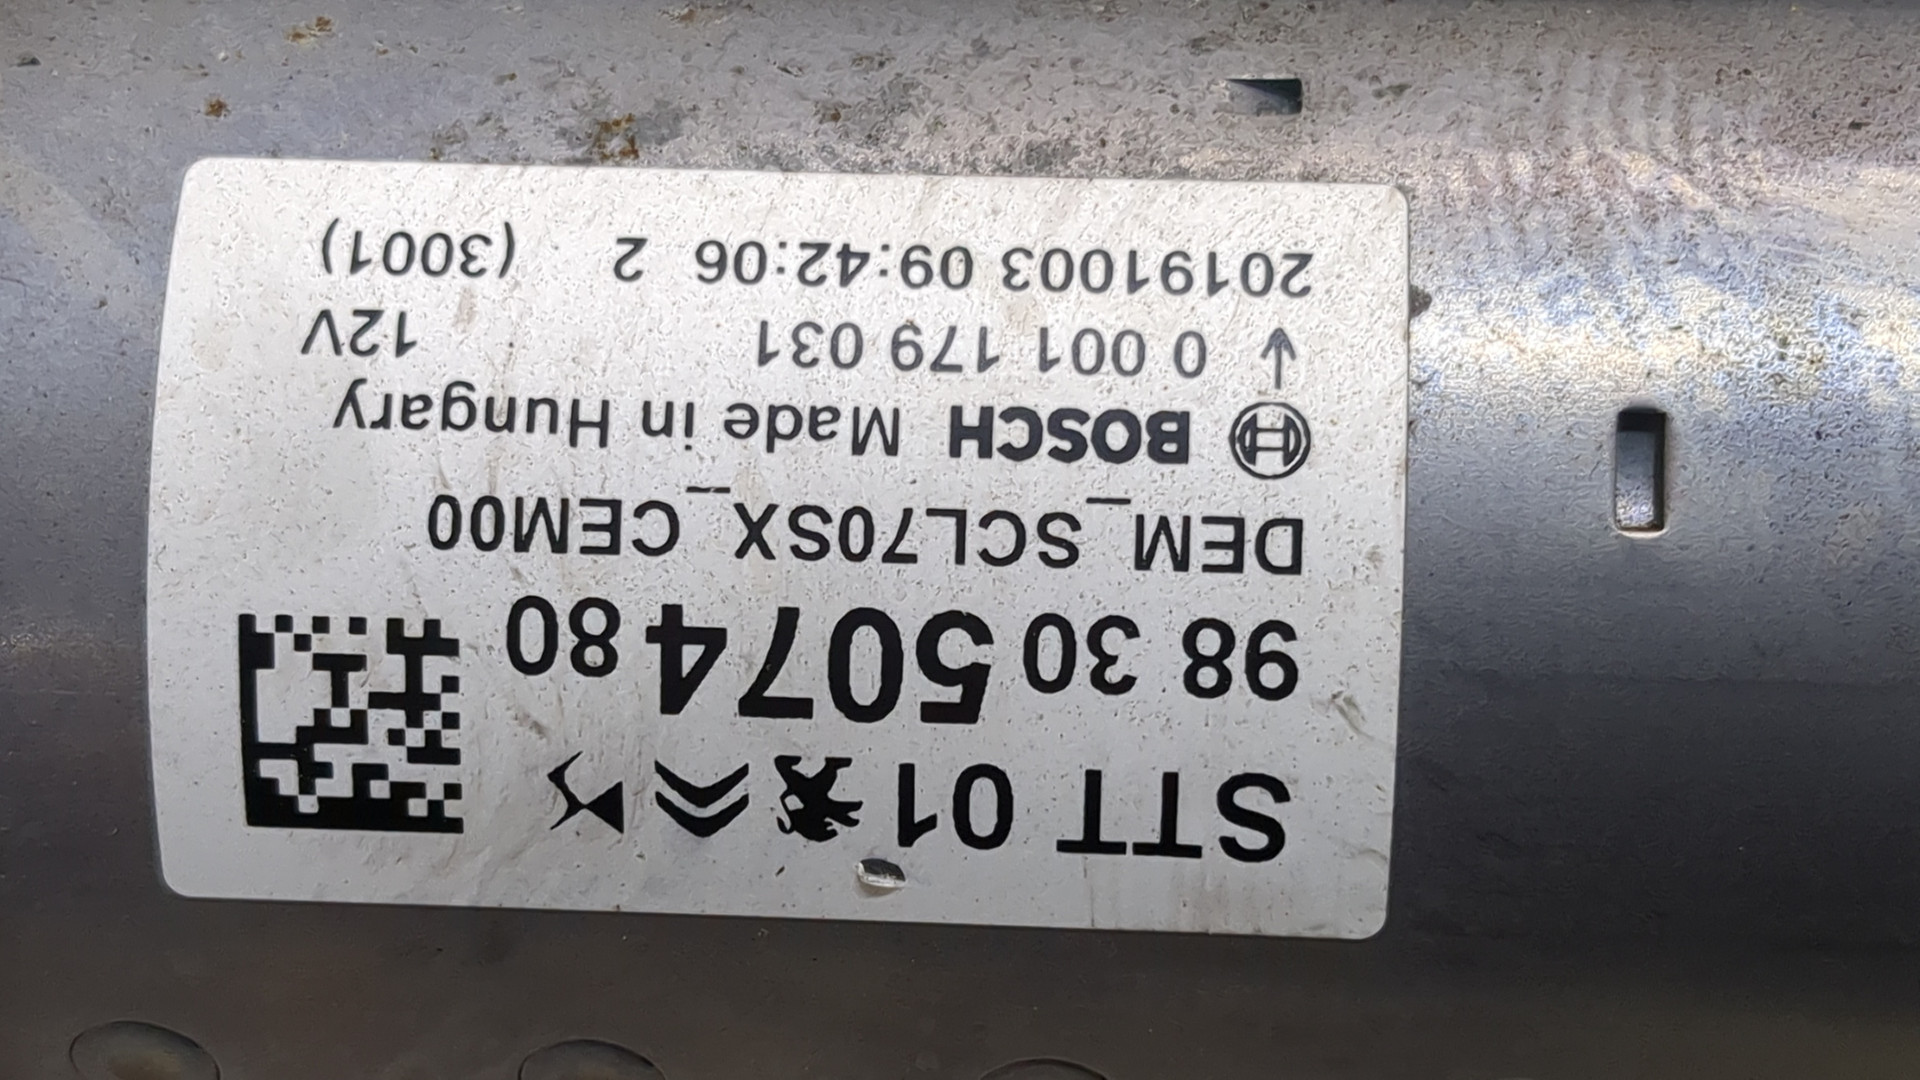 STT 01
98 30 5074 80
DEM_SCL70SX_CEM00
BOSCH Made in Hungary
0 001 179 031 12V
20191003 09:42:06 2 (3001)